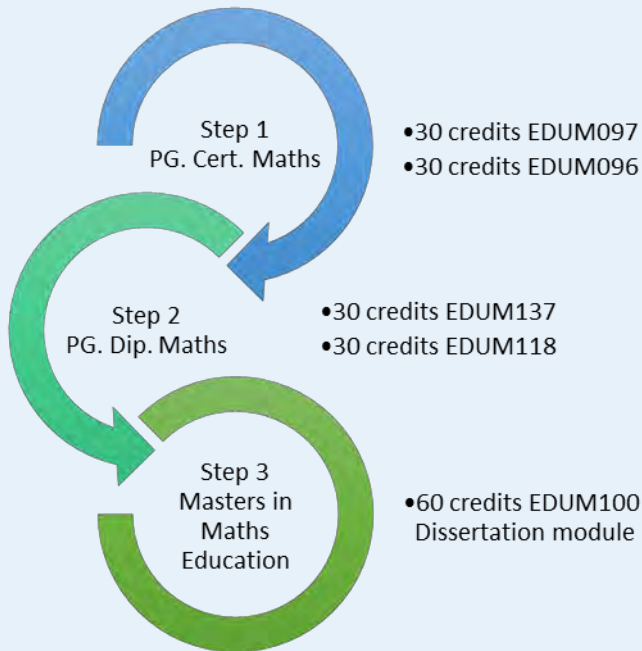 Step 1
PG. Cert. Maths
•30 credits EDUM097
•30 credits EDUM096
Step 2
PG. Dip. Maths
•30 credits EDUM137
•30 credits EDUM118
Step 3
Masters in
Maths
Education
•60 credits EDUM100
Dissertation module